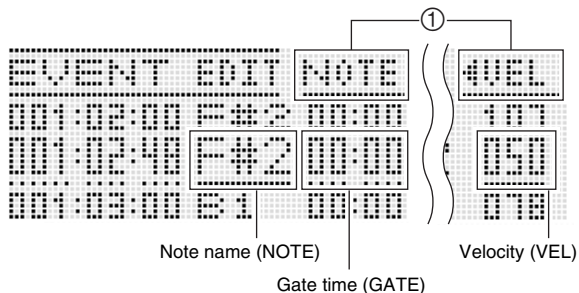 ①
EVENT EDIT NOTE ◀VEL
001:02:00 F#2 00:00 107
001:02:48 F#2 00:00 050
001:03:00 B1 00:00 078
Note name (NOTE) Velocity (VEL)
Gate time (GATE)